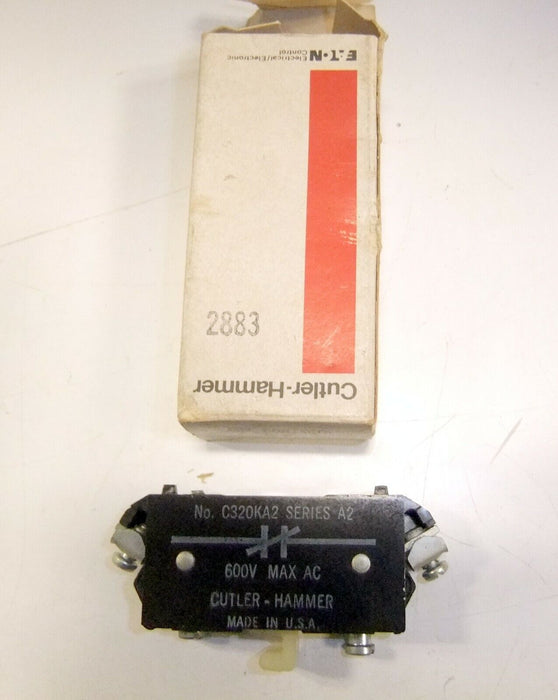 E·T·N
Electrical/Electronic
Control
2883
Cutler-Hammer
No. C320KA2 SERIES A2
600V MAX AC
CUTLER-HAMMER
MADE IN U.S.A.